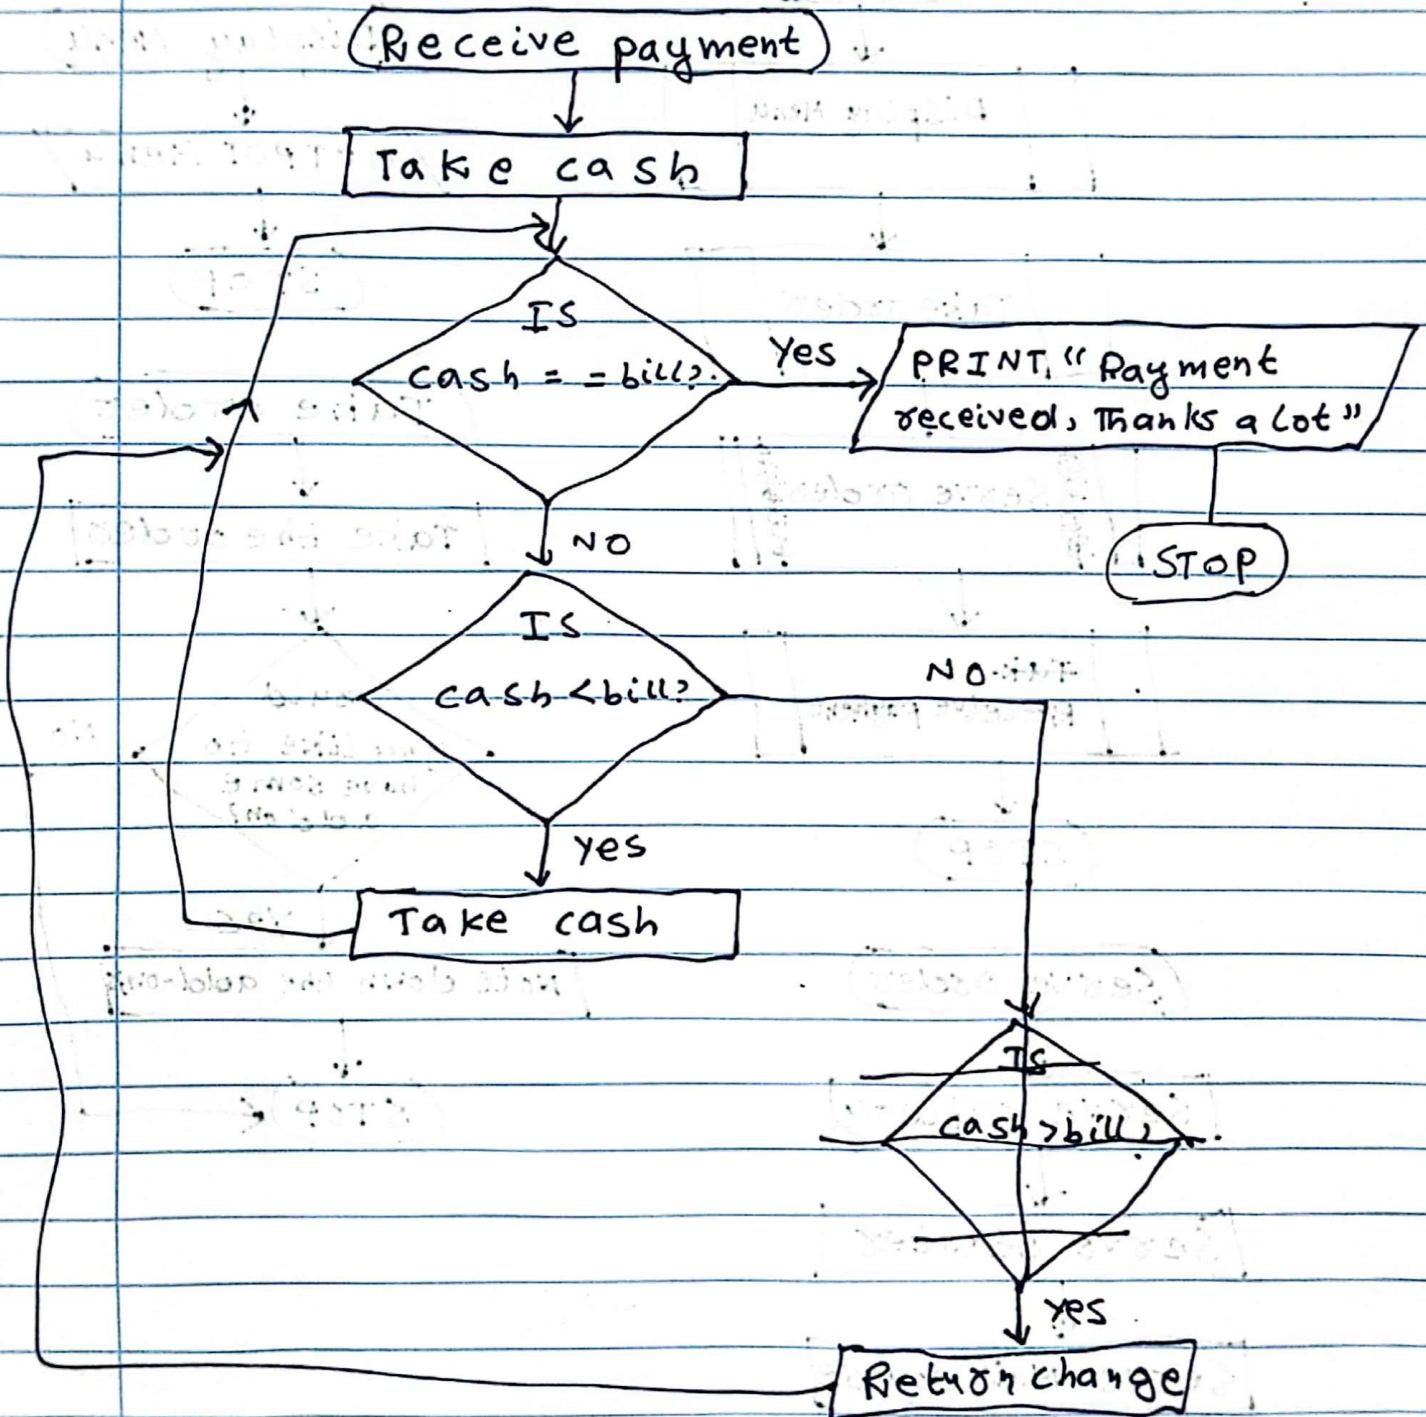 Receive payment
Take cash
IS
cash = = bill?
Yes
PRINT "Payment
received, Thanks a lot"
STOP
NO
IS
cash < bill?
NO
Yes
Take cash
IS
cash > bill?
Yes
Return change